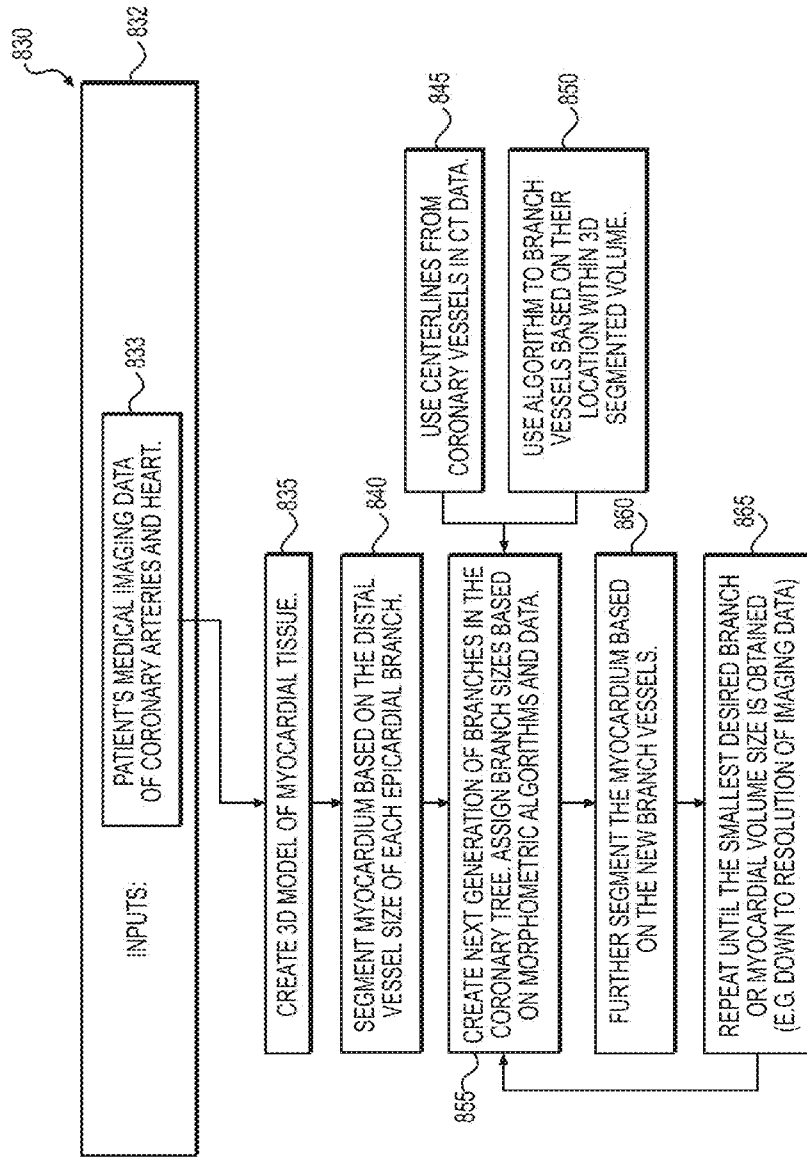 830
832
INPUTS:
833
PATIENT'S MEDICAL IMAGING DATA
OF CORONARY ARTERIES AND HEART.
835
CREATE 3D MODEL OF MYOCARDIAL TISSUE.
840
SEGMENT MYOCARDIUM BASED ON THE DISTAL
VESSEL SIZE OF EACH EPICARDIAL BRANCH.
845
USE CENTERLINES FROM
CORONARY VESSELS IN CT DATA.
850
USE ALGORITHM TO BRANCH
VESSELS BASED ON THEIR
LOCATION WITHIN 3D
SEGMENTED VOLUME.
855
CREATE NEXT GENERATION OF BRANCHES IN THE
CORONARY TREE. ASSIGN BRANCH SIZES BASED
ON MORPHOMETRIC ALGORITHMS AND DATA.
860
FURTHER SEGMENT THE MYOCARDIUM BASED
ON THE NEW BRANCH VESSELS.
865
REPEAT UNTIL THE SMALLEST DESIRED BRANCH
OR MYOCARDIAL VOLUME SIZE IS OBTAINED
(E.G. DOWN TO RESOLUTION OF IMAGING DATA)